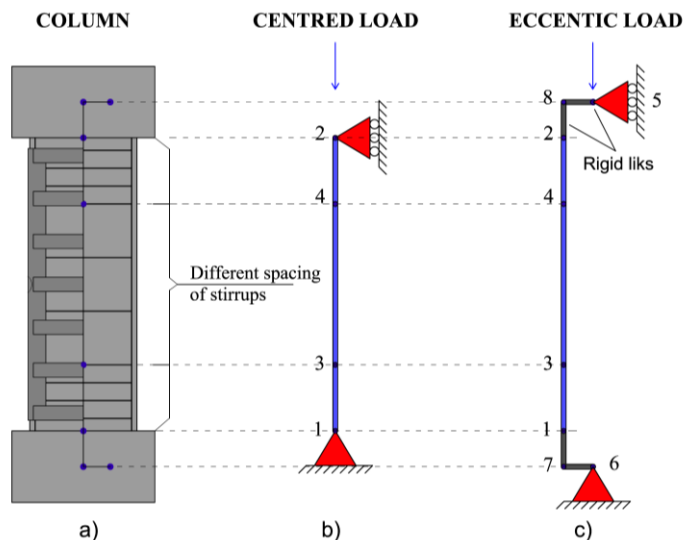 COLUMN
CENTRED LOAD
ECCENTIC LOAD
8
5
2
2
Rigid liks
4
4
Different spacing
of stirrups
3
3
1
1
7
6
a)
b)
c)